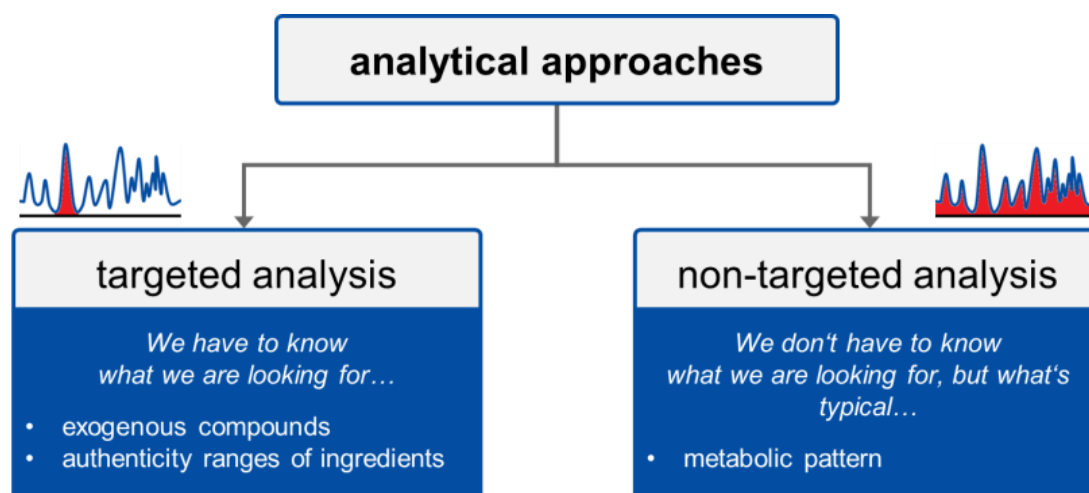 analytical approaches
targeted analysis
We have to know
what we are looking for…
• exogenous compounds
• authenticity ranges of ingredients
non-targeted analysis
We don‘t have to know
what we are looking for, but what‘s
typical…
• metabolic pattern